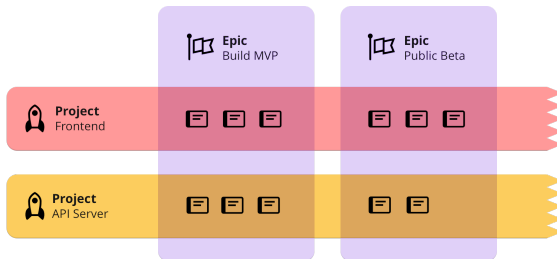 Epic
Build MVP
Epic
Public Beta
Project
Frontend
Project
API Server